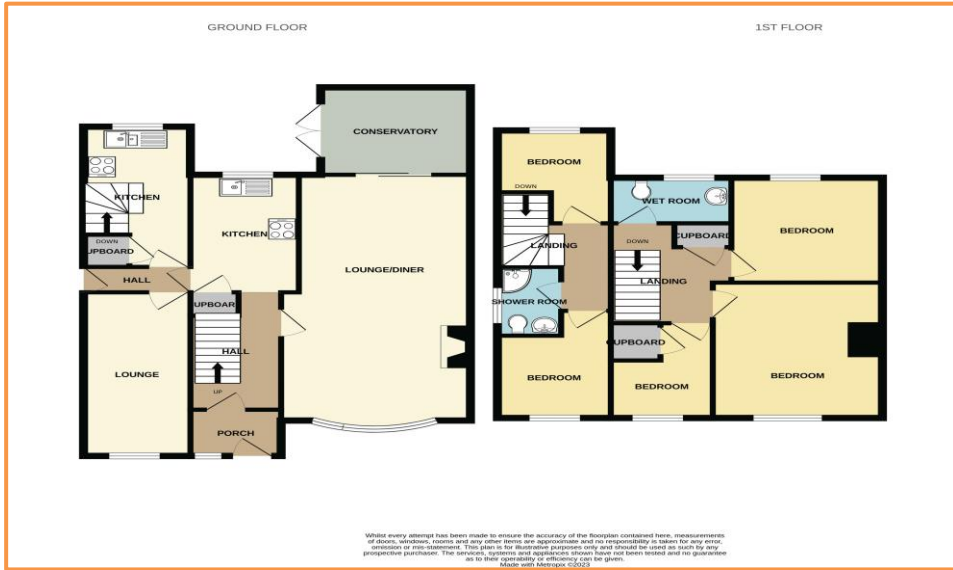 GROUND FLOOR
1ST FLOOR
CONSERVATORY
KITCHEN
DOWN
UPBOARD
HALL
LOUNGE
KITCHEN
UPBOARD
HALL
UP
PORCH
LOUNGE/DINER
BEDROOM
DOWN
LANDING
SHOWER ROOM
BEDROOM
WET ROOM
DOWN
CUPBOARD
LANDING
CUPBOARD
BEDROOM
BEDROOM
BEDROOM
Whilst every attempt has been made to ensure the accuracy of the floorplan contained here, measurements
of doors, windows, rooms and any other items are approximate and no responsibility is taken for any error,
omission or mis-statement. This plan is for illustrative purposes only and should be used as such by any
prospective purchaser. The services, systems and appliances shown have not been tested and no guarantee
as to their operability or efficiency can be given.
Made with Metropix ©2023